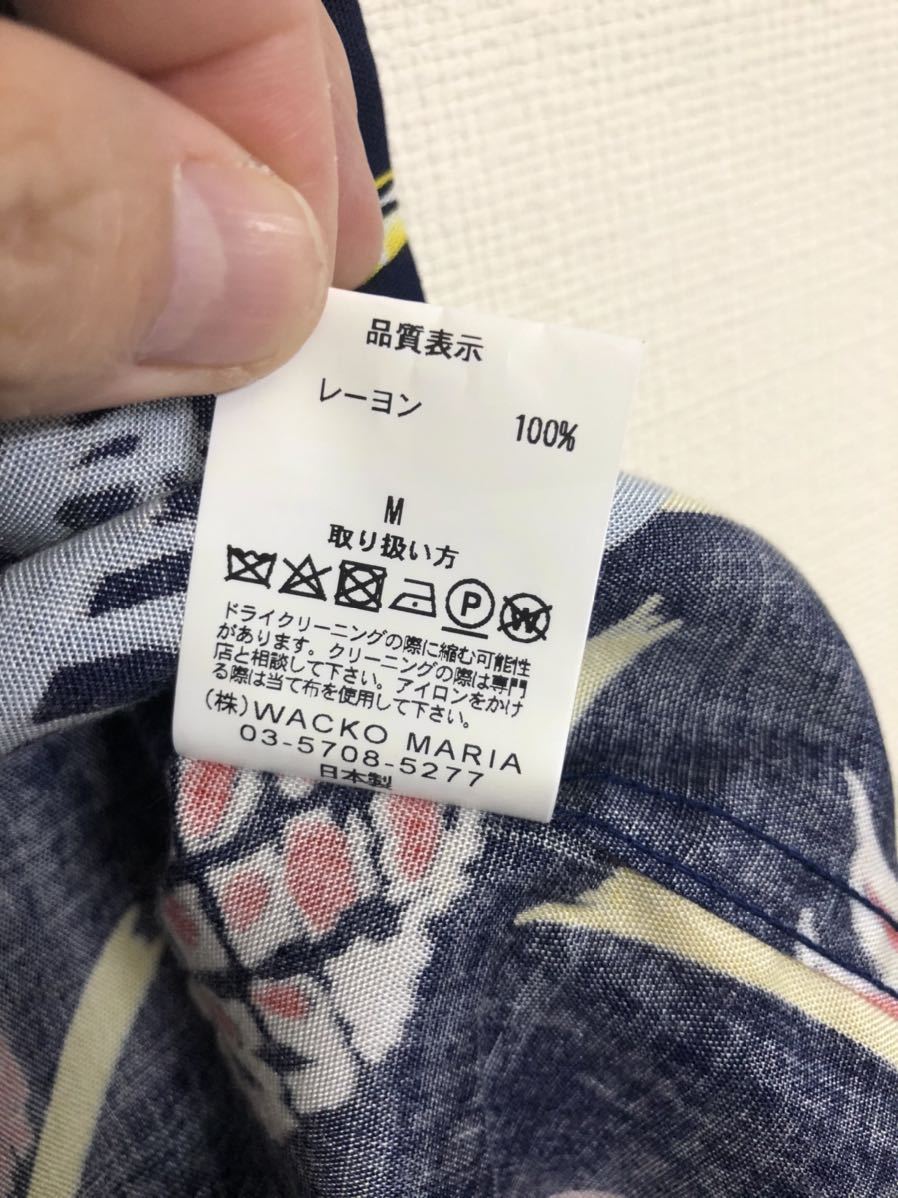 品質表示
レーヨン 100%
M
取り扱い方
P W
ドライクリーニングの際に縮む可能性
があります。クリーニングの際は専門
店と相談して下さい。アイロンをかけ
る際は当て布を使用して下さい。
(株)WACKO MARIA
03-5708-5277
日本製